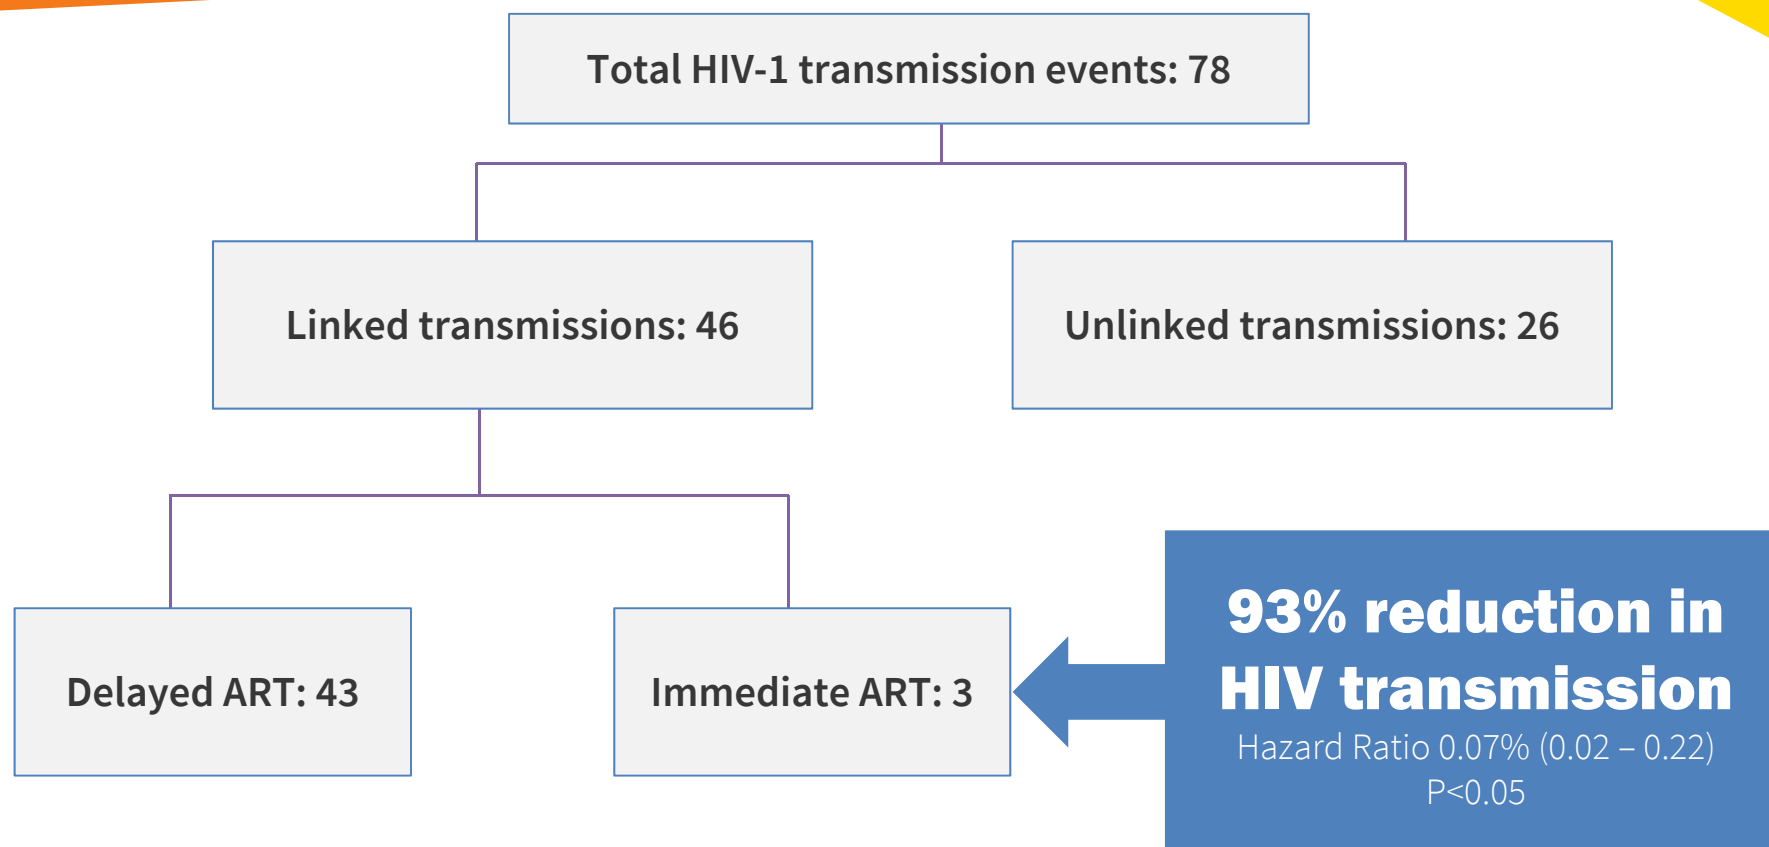 Total HIV-1 transmission events: 78
Linked transmissions: 46
Unlinked transmissions: 26
Delayed ART: 43
Immediate ART: 3
93% reduction in
HIV transmission
Hazard Ratio 0.07% (0.02 – 0.22)
P<0.05